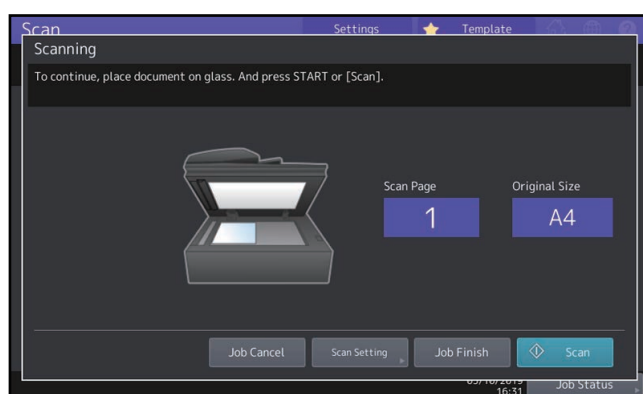 Scan
Settings
Template
Scanning
To continue, place document on glass. And press START or [Scan].
Scan Page
Original Size
1
A4
Job Cancel
Scan Setting
Job Finish
Scan
16:31
Job Status